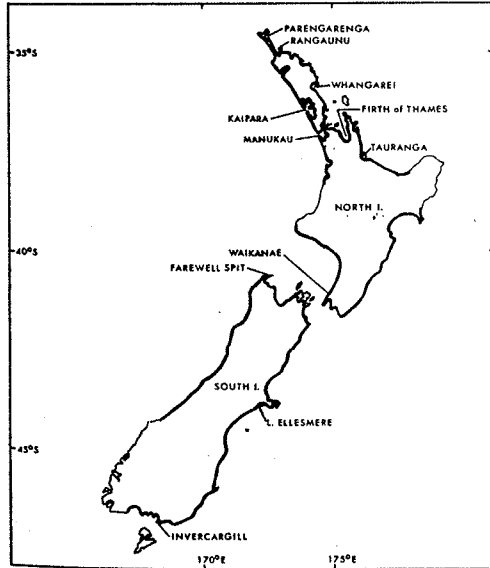 PARENGARENGA
RANGAUNU
35°S
WHANGAREI
FIRTH of THAMES
KAIPARA
MANUKAU
TAURANGA
NORTH I.
40°S
WAIKANAE
FAREWELL SPIT
SOUTH I.
L. ELLESMERE
45°S
INVERCARGILL
170°E
175°E